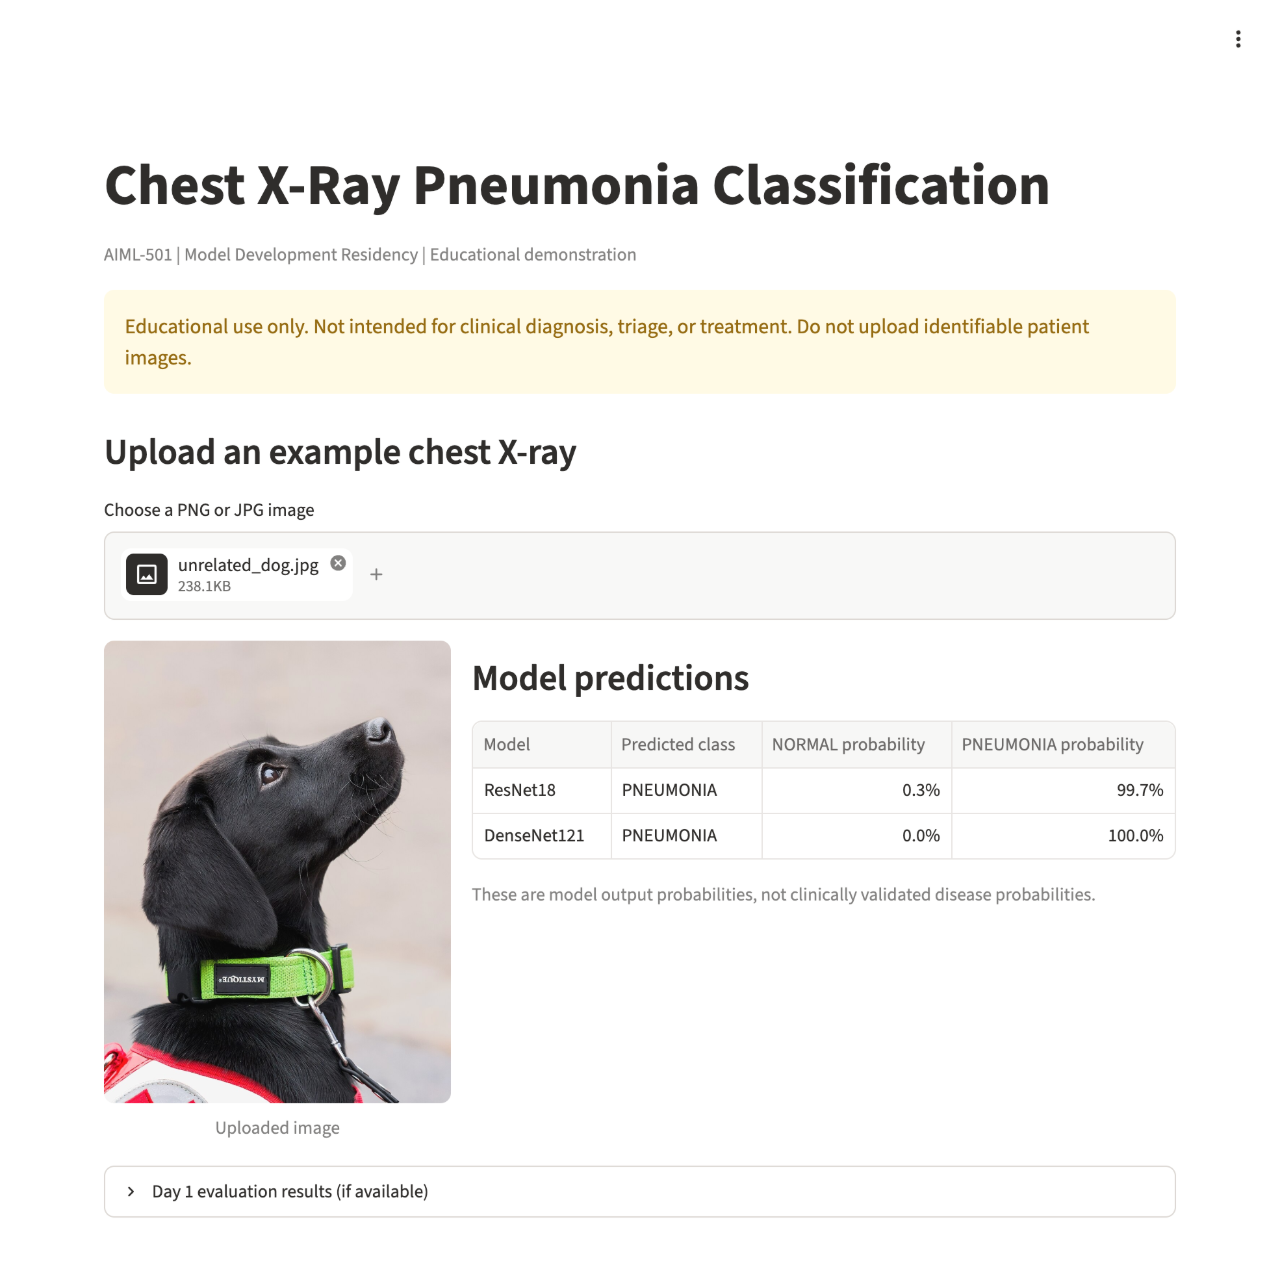 Chest X-Ray Pneumonia Classification
AIML-501 | Model Development Residency | Educational demonstration
Educational use only. Not intended for clinical diagnosis, triage, or treatment. Do not upload identifiable patient
images.
Upload an example chest X-ray
Choose a PNG or JPG image
unrelated_dog.jpg
238.1KB
Model predictions
Model Predicted class NORMAL probability PNEUMONIA probability
ResNet18 PNEUMONIA 0.3% 99.7%
DenseNet121 PNEUMONIA 0.0% 100.0%
These are model output probabilities, not clinically validated disease probabilities.
MYSTIQUE®
Uploaded image
Day 1 evaluation results (if available)